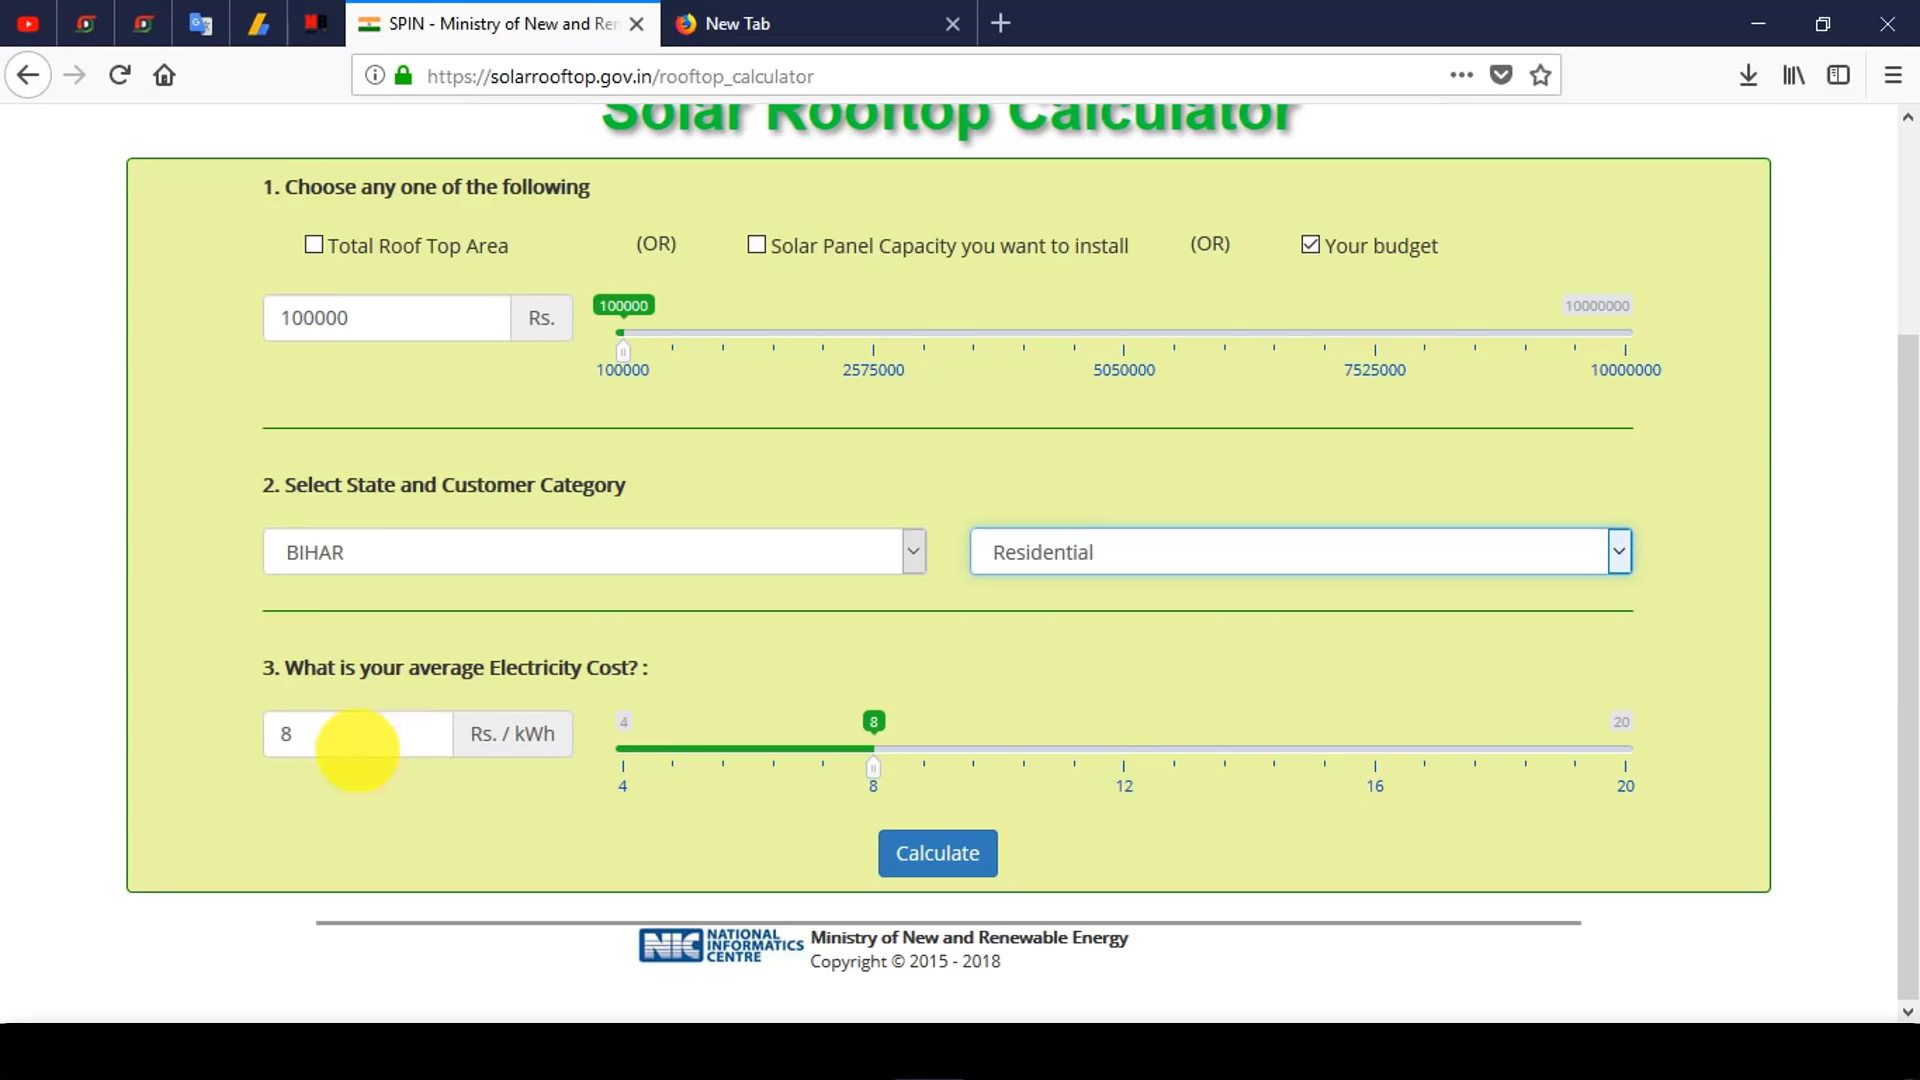 SPIN - Ministry of New and Rer
New Tab
https://solarrooftop.gov.in/rooftop_calculator
Solar Rooftop Calculator
1. Choose any one of the following
Total Roof Top Area (OR) Solar Panel Capacity you want to install (OR) Your budget
100000 Rs.
100000 10000000
100000 2575000 5050000 7525000 10000000
2. Select State and Customer Category
BIHAR Residential
3. What is your average Electricity Cost? :
8 Rs. / kWh
4 8 20
4 8 12 16 20
Calculate
NIC NATIONAL INFORMATICS CENTRE
Ministry of New and Renewable Energy
Copyright © 2015 - 2018